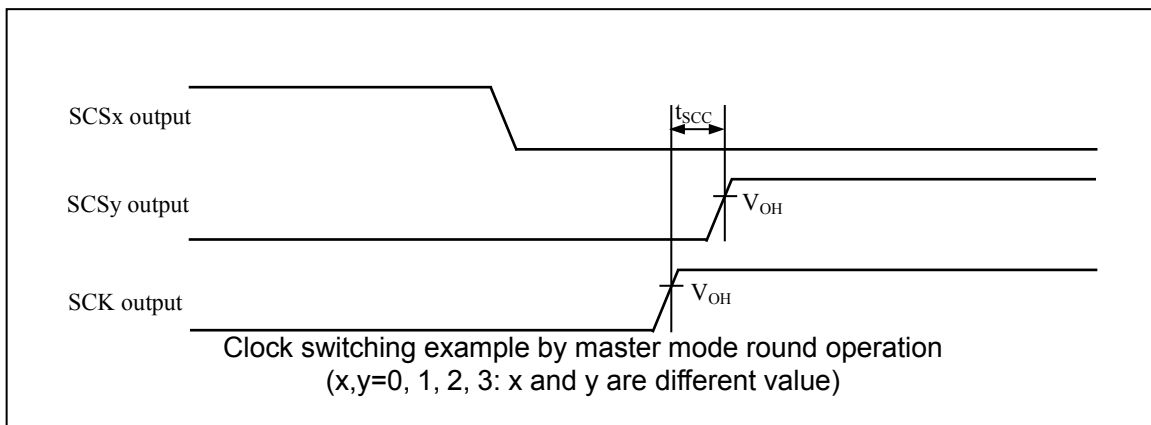 SCSx output
tSCC
SCSy output
VOH
SCK output
VOH
Clock switching example by master mode round operation
(x,y=0, 1, 2, 3: x and y are different value)